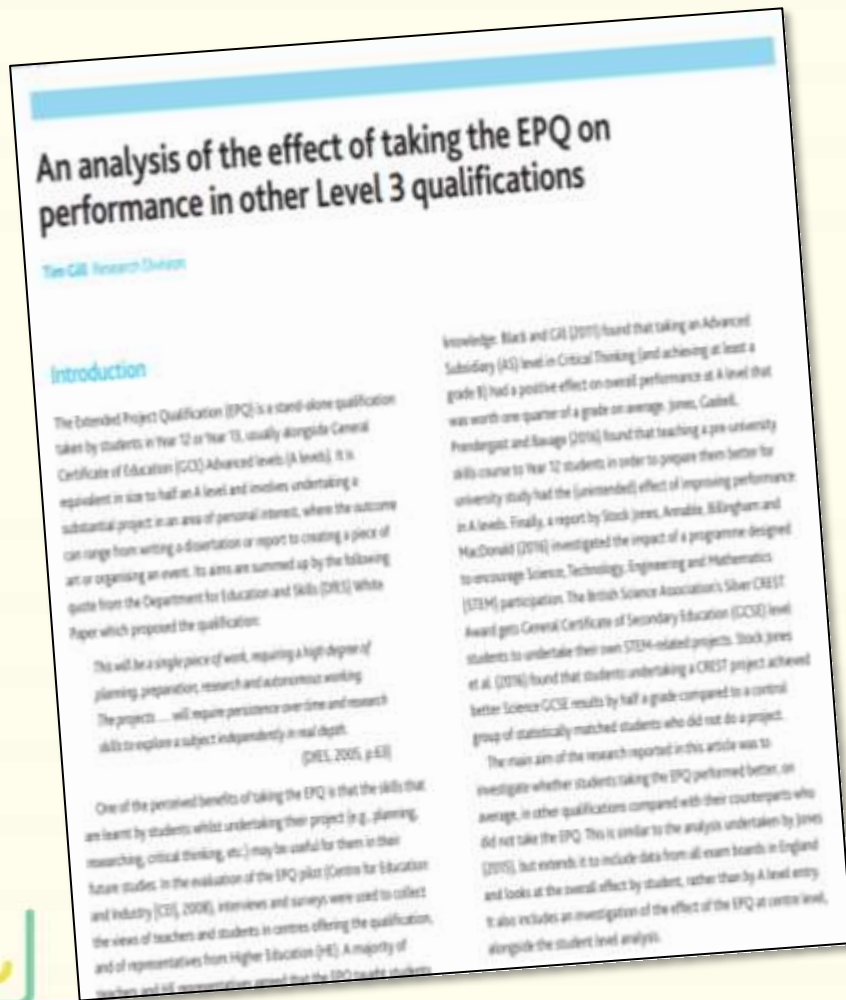 An analysis of the effect of taking the EPQ on
performance in other Level 3 qualifications
Tim Gill Research Division
Introduction
The Extended Project Qualification (EPQ) is a stand-alone qualification
taken by students in Year 12 or Year 13, usually alongside General
Certificate of Education (GCE) Advanced levels (A levels). It is
equivalent in size to half an A level and involves undertaking a
substantial project in an area of personal interest, where the outcome
can range from writing a dissertation or report to creating a piece of
art or organising an event. Its aims are summed up by the following
quote from the Department for Education and Skills (DfES) White
Paper which proposed the qualification:
This will be a single piece of work, requiring a high degree of
planning, preparation, research and autonomous working.
The projects ... will require persistence over time and research
skills to explore a subject independently in real depth.
(DfES, 2005, p.63)
One of the perceived benefits of taking the EPQ is that the skills that
are learnt by students whilst undertaking their project (e.g., planning,
researching, critical thinking, etc.) may be useful for them in their
future studies. In the evaluation of the EPQ pilot (Centre for Education
and Industry [CEI], 2008), interviews and surveys were used to collect
the views of teachers and students in centres offering the qualification,
and of representatives from Higher Education (HE). A majority of
teachers and HE representatives agreed that the EPQ taught students
knowledge. Black and Gill (2011) found that taking an Advanced
Subsidiary (AS) level in Critical Thinking (and achieving at least a
grade B) had a positive effect on overall performance at A level that
was worth one quarter of a grade on average. Jones, Gaskell,
Prendergast and Bavage (2016) found that teaching a pre-university
skills course to Year 12 students in order to prepare them better for
university study had the (unintended) effect of improving performance
in A levels. Finally, a report by Stock Jones, Annable, Billingham and
MacDonald (2016) investigated the impact of a programme designed
to encourage Science, Technology, Engineering and Mathematics
(STEM) participation. The British Science Association's Silver CREST
Award gets General Certificate of Secondary Education (GCSE) level
students to undertake their own STEM-related projects. Stock Jones
et al. (2016) found that students undertaking a CREST project achieved
better Science GCSE results by half a grade compared to a control
group of statistically matched students who did not do a project.
The main aim of the research reported in this article was to
investigate whether students taking the EPQ performed better, on
average, in other qualifications compared with their counterparts who
did not take the EPQ. This is similar to the analysis undertaken by Jones
(2015), but extends it to include data from all exam boards in England
and looks at the overall effect by student, rather than by A level entry.
It also includes an investigation of the effect of the EPQ at centre level,
alongside the student level analysis.